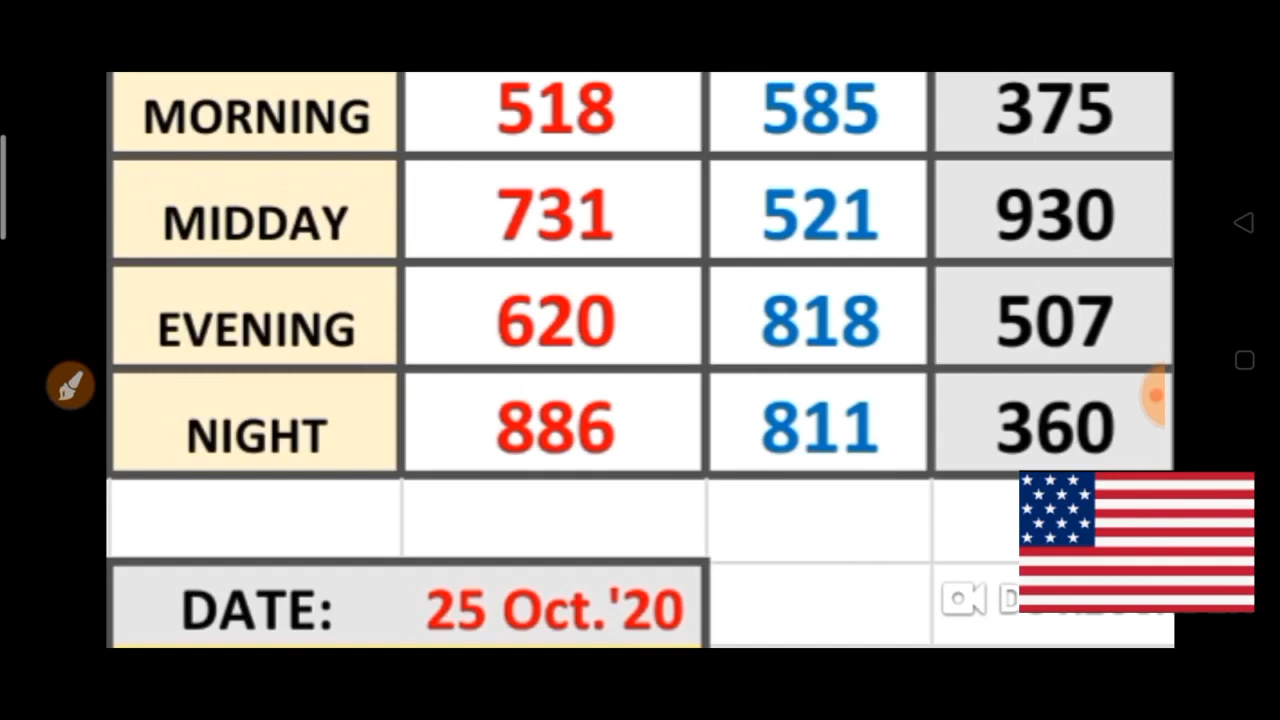 MORNING 518 585 375
MIDDAY 731 521 930
EVENING 620 818 507
NIGHT 886 811 360
DATE: 25 Oct.'20